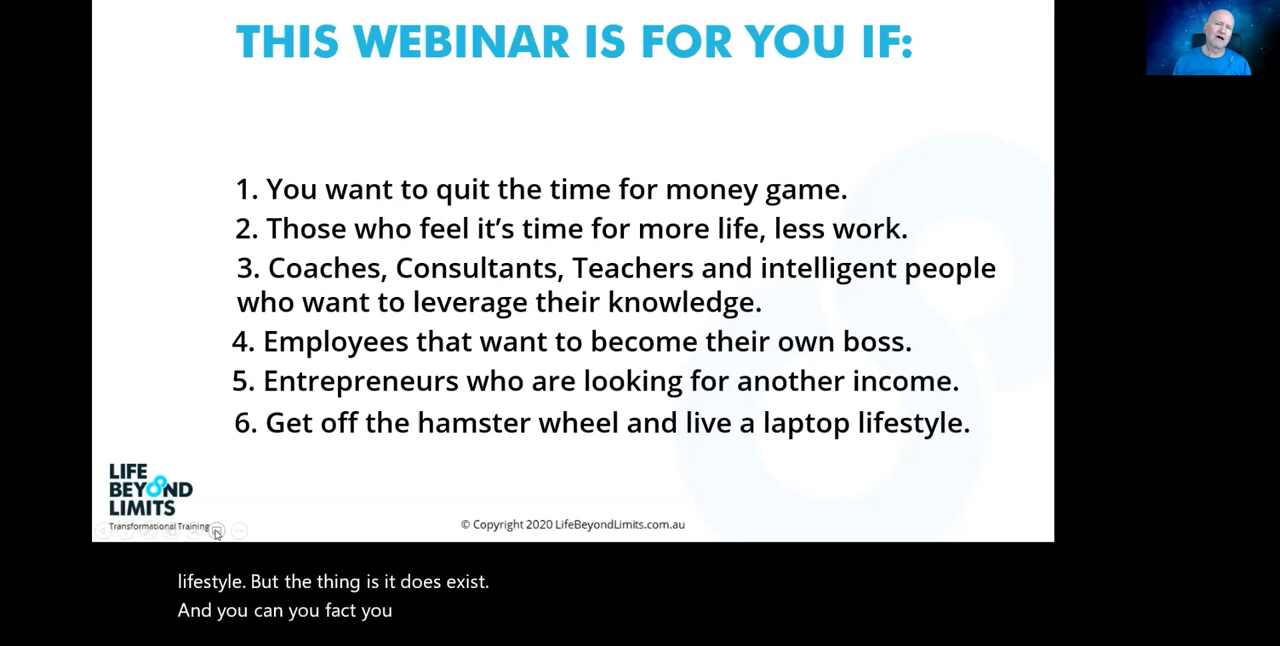 THIS WEBINAR IS FOR YOU IF:
1. You want to quit the time for money game.
2. Those who feel it's time for more life, less work.
3. Coaches, Consultants, Teachers and intelligent people
who want to leverage their knowledge.
4. Employees that want to become their own boss.
5. Entrepreneurs who are looking for another income.
6. Get off the hamster wheel and live a laptop lifestyle.
LIFE
BEYOND
LIMITS
Transformational Training
© Copyright 2020 LifeBeyondLimits.com.au
lifestyle. But the thing is it does exist.
And you can you fact you